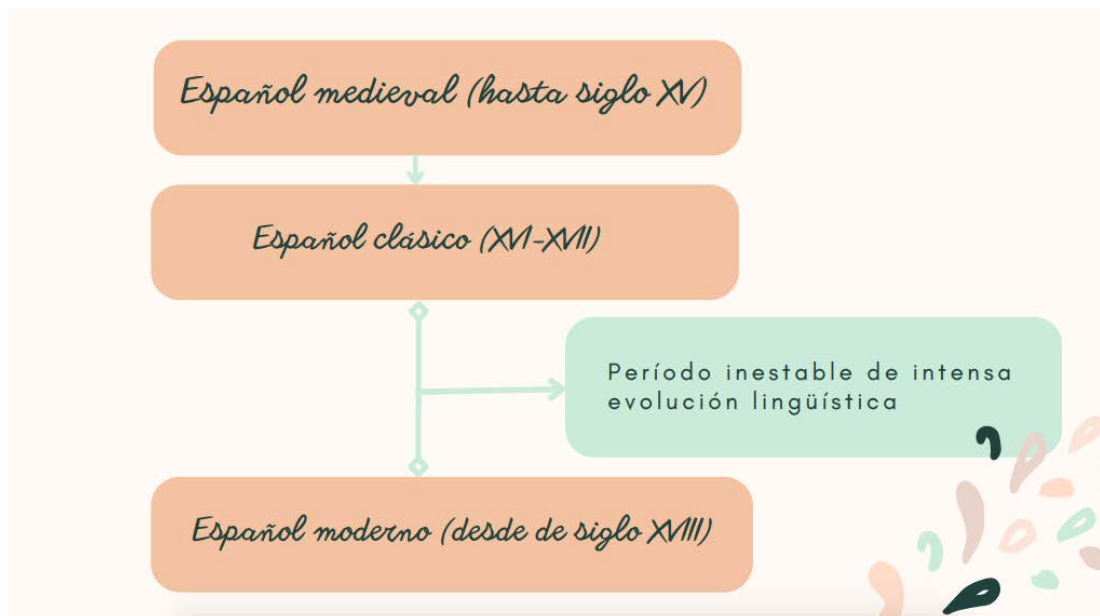 Español medieval (hasta siglo XV)
Español clásico (XVI-XVII)
Período inestable de intensa
evolución lingüística
Español moderno (desde de siglo XVIII)